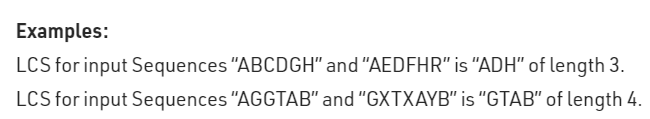 Examples:
LCS for input Sequences “ABCDGH” and “AEDFHR” is “ADH” of length 3.
LCS for input Sequences “AGGTAB” and “GXTXAYB” is “GTAB” of length 4.